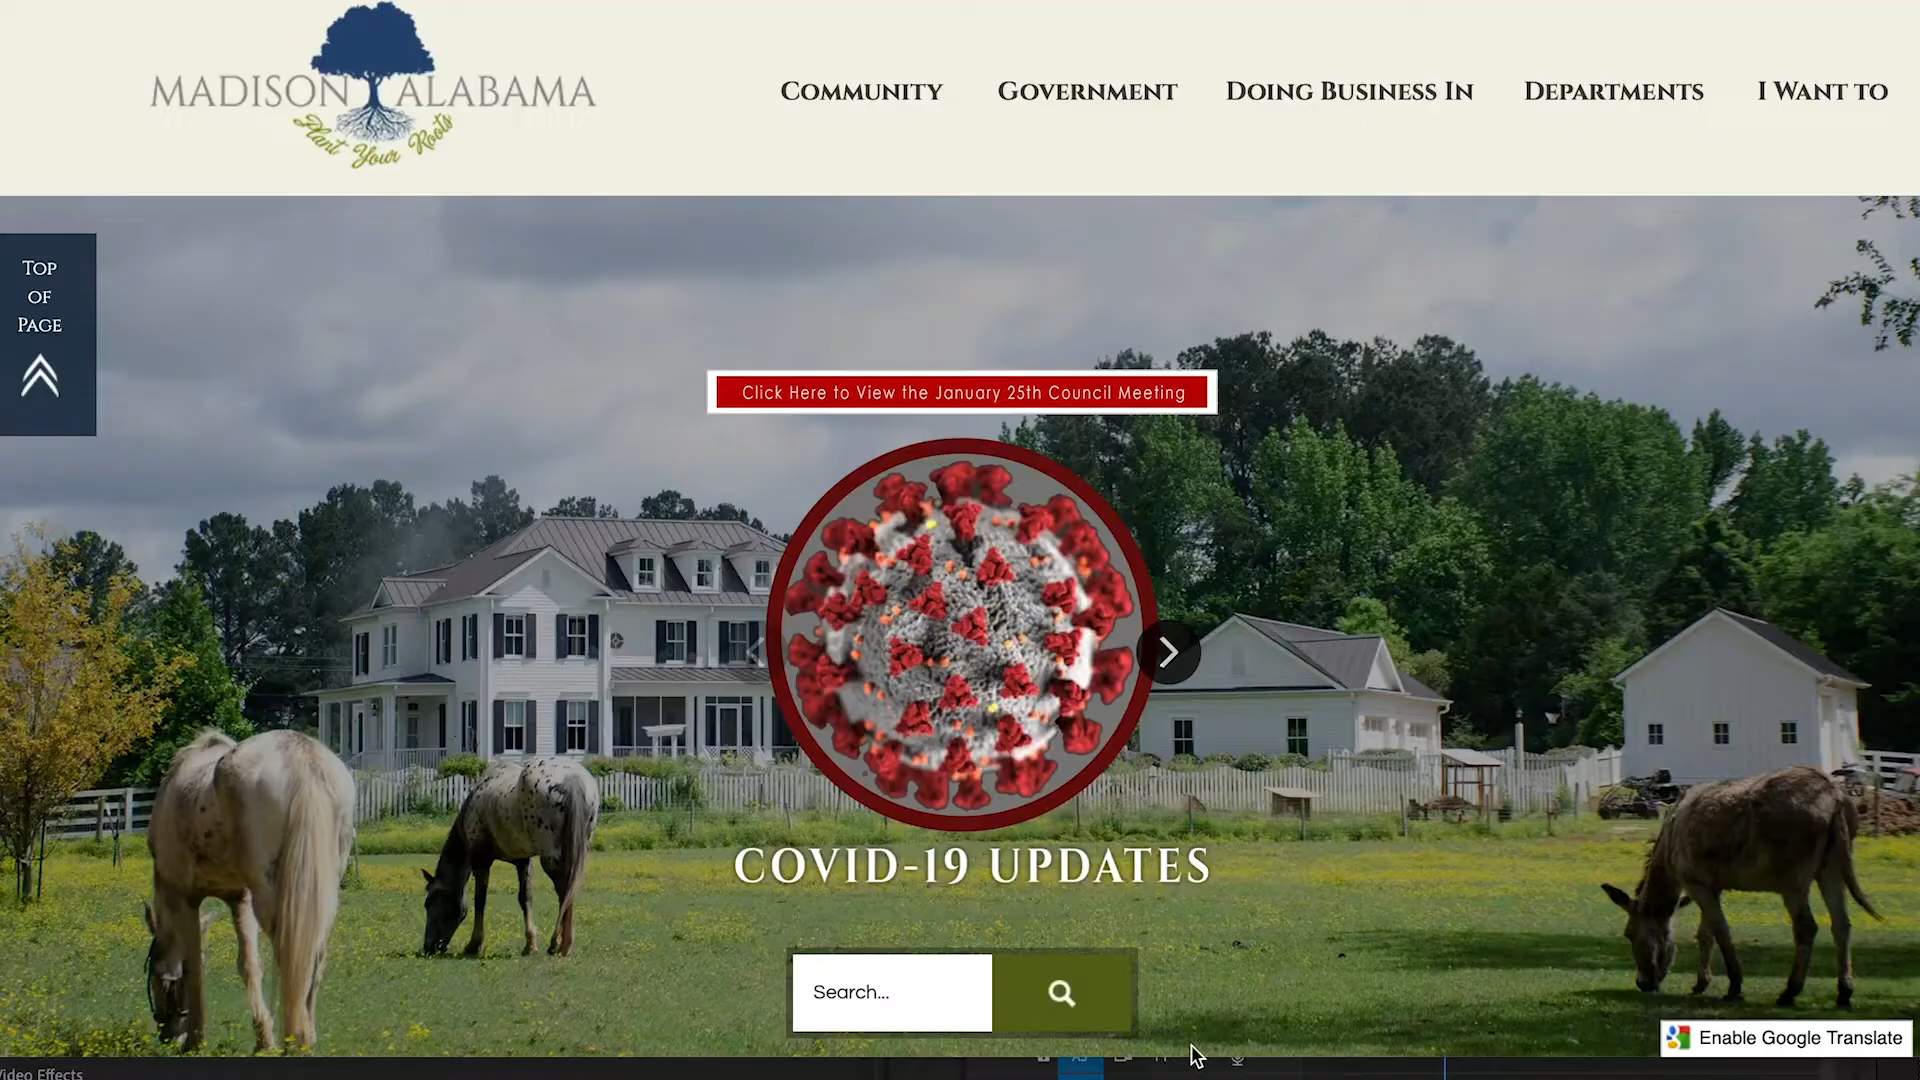 MADISON ALABAMA
Plant Your Roots
COMMUNITY
GOVERNMENT
DOING BUSINESS IN
DEPARTMENTS
I WANT TO
TOP
OF
PAGE
Click Here to View the January 25th Council Meeting
COVID-19 UPDATES
Search...
Enable Google Translate
Video Effects